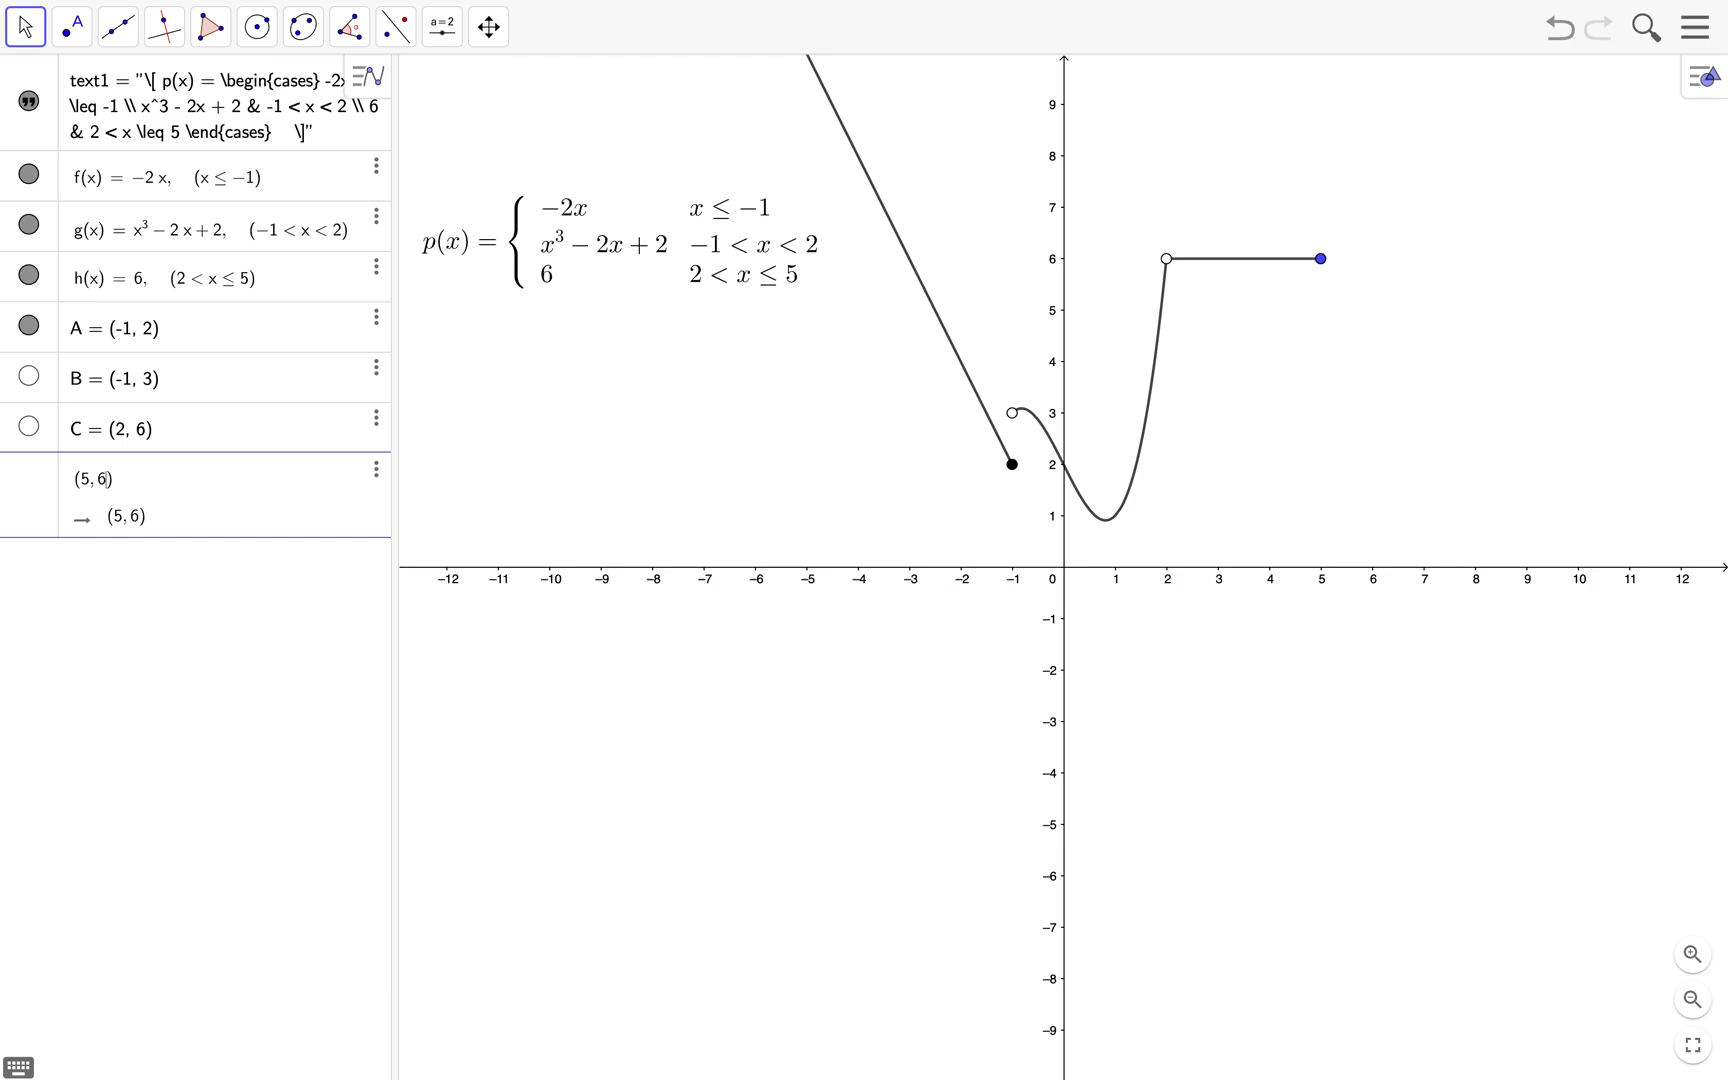 A
α
a=2
text1 = "\[ p(x) = \begin{cases} -2x
\leq -1 \\ x^3 - 2x + 2 & -1 < x < 2 \\ 6
& 2 < x \leq 5 \end{cases} \]"
f(x) = −2 x, (x ≤ −1)
g(x) = x³ − 2 x + 2, (−1 < x < 2)
h(x) = 6, (2 < x ≤ 5)
A = (-1, 2)
B = (-1, 3)
C = (2, 6)
(5, 6)
→ (5, 6)
p(x) = { −2x x ≤ −1
x³ − 2x + 2 −1 < x < 2
6 2 < x ≤ 5
9
8
7
6
5
4
3
2
1
−12 −11 −10 −9 −8 −7 −6 −5 −4 −3 −2 −1 0 1 2 3 4 5 6 7 8 9 10 11 12
−1
−2
−3
−4
−5
−6
−7
−8
−9